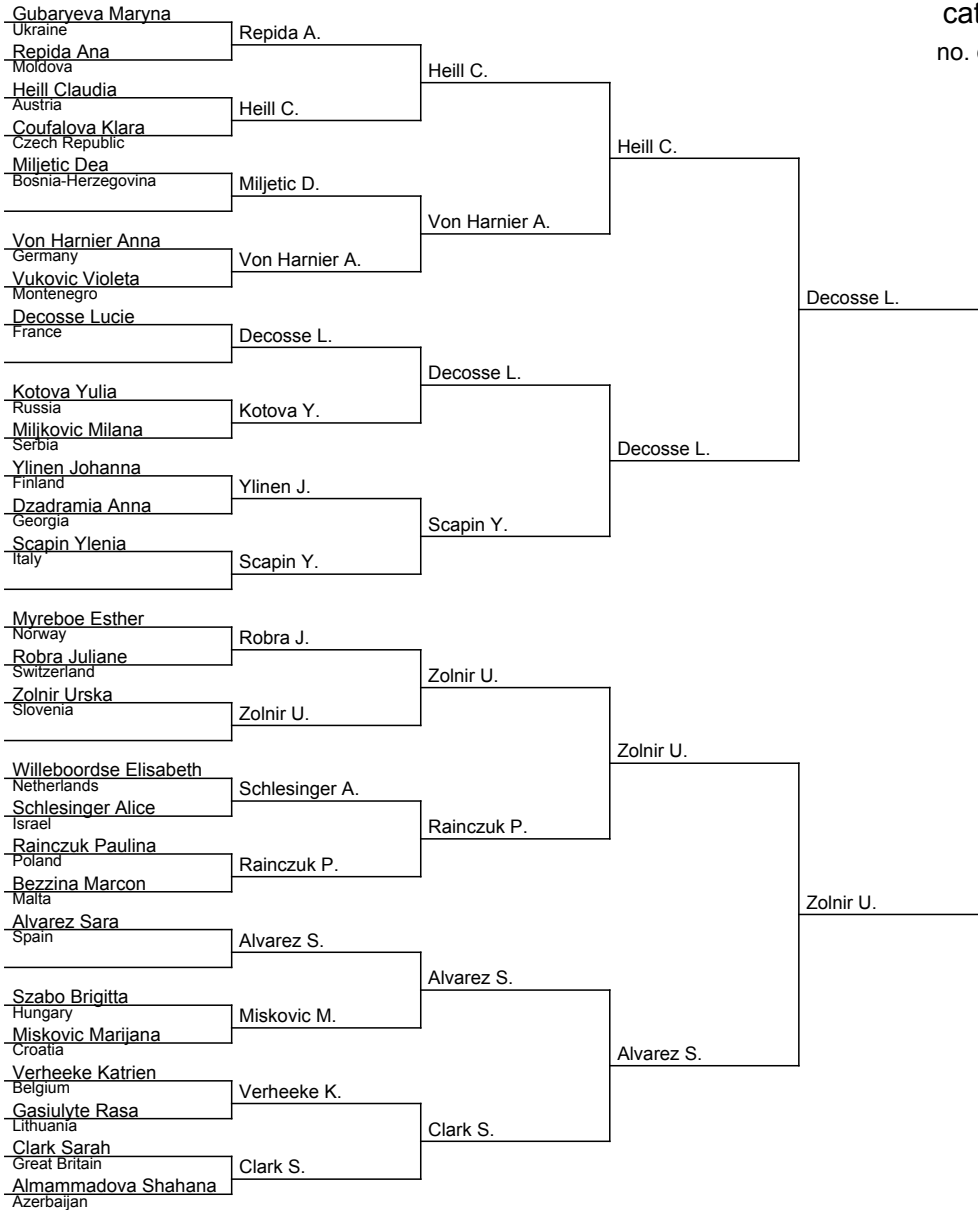 Gubaryeva Maryna
Ukraine
Repida Ana
Moldova
Heill Claudia
Austria
Coufalova Klara
Czech Republic
Miljetic Dea
Bosnia-Herzegovina
Von Harnier Anna
Germany
Vukovic Violeta
Montenegro
Decosse Lucie
France
Kotova Yulia
Russia
Miljkovic Milana
Serbia
Ylinen Johanna
Finland
Dzadramia Anna
Georgia
Scapin Ylenia
Italy
Myreboe Esther
Norway
Robra Juliane
Switzerland
Zolnir Urska
Slovenia
Willeboordse Elisabeth
Netherlands
Schlesinger Alice
Israel
Rainczuk Paulina
Poland
Bezzina Marcon
Malta
Alvarez Sara
Spain
Szabo Brigitta
Hungary
Miskovic Marijana
Croatia
Verheeke Katrien
Belgium
Gasiulyte Rasa
Lithuania
Clark Sarah
Great Britain
Almammadova Shahana
Azerbaijan
Repida A.
Heill C.
Miljetic D.
Von Harnier A.
Decosse L.
Kotova Y.
Ylinen J.
Scapin Y.
Robra J.
Zolnir U.
Schlesinger A.
Rainczuk P.
Alvarez S.
Miskovic M.
Verheeke K.
Clark S.
Heill C.
Von Harnier A.
Decosse L.
Scapin Y.
Zolnir U.
Rainczuk P.
Alvarez S.
Clark S.
Heill C.
Decosse L.
Zolnir U.
Alvarez S.
Decosse L.
Zolnir U.
cat
no.